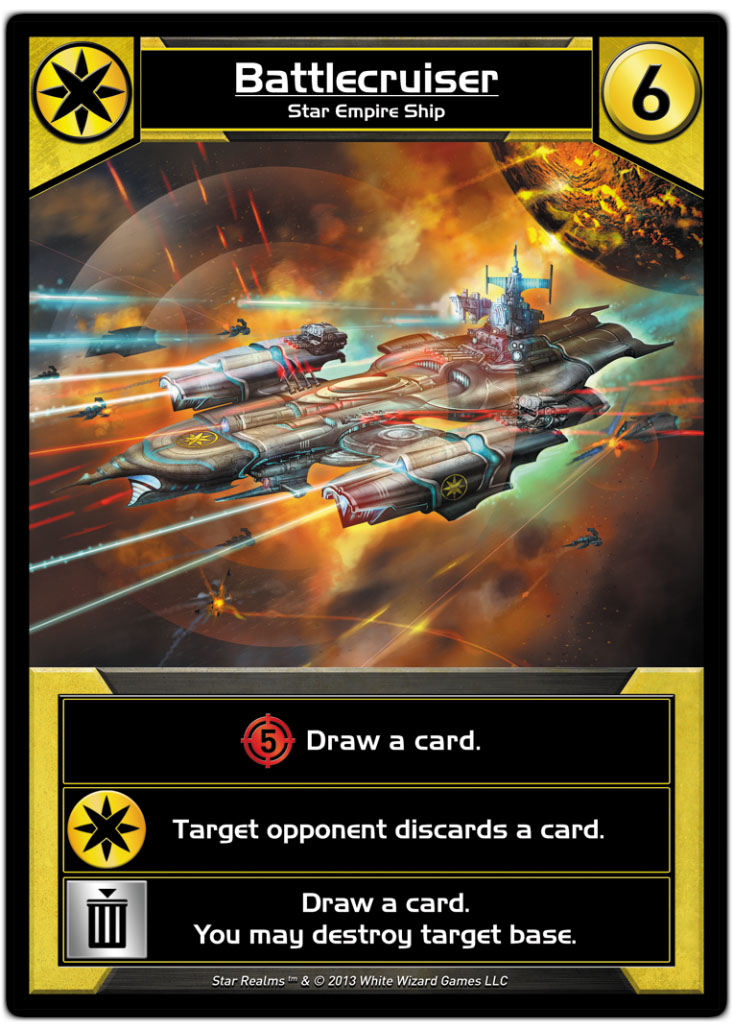 Battlecruiser
6
Star Empire Ship
5 Draw a card.
Target opponent discards a card.
Draw a card.
You may destroy target base.
Star Realms™ & © 2013 White Wizard Games LLC